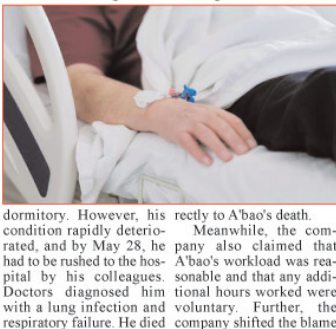 dormitory. However, his
condition rapidly deterio-
rated, and by May 28, he
had to be rushed to the hos-
pital by his colleagues.
Doctors diagnosed him
with a lung infection and
respiratory failure. He died
rectly to A'bao's death.
Meanwhile, the com-
pany also claimed that
A'bao's workload was rea-
sonable and that any addi-
tional hours worked were
voluntary. Further, the
company shifted the blame